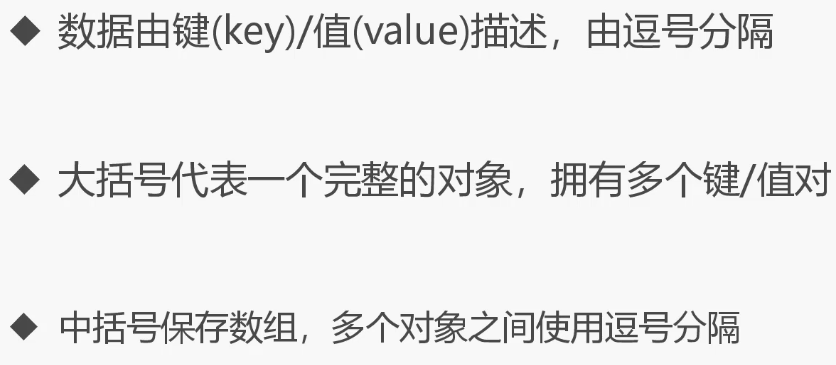 ◆ 数据由键(key)/值(value)描述，由逗号分隔
◆ 大括号代表一个完整的对象，拥有多个键/值对
◆ 中括号保存数组，多个对象之间使用逗号分隔